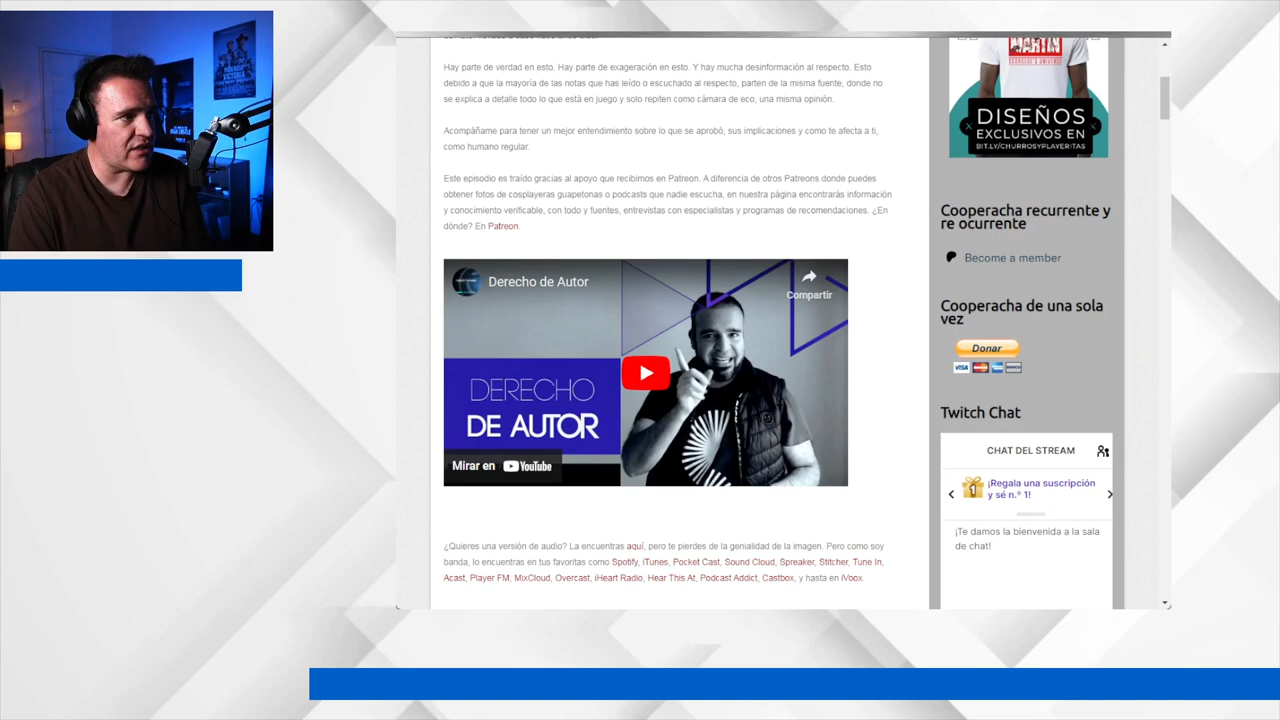 Hay parte de verdad en esto. Hay parte de exageración en esto. Y hay mucha desinformación al respecto. Esto
debido a que la mayoría de las notas que has leído o escuchado al respecto, parten de la misma fuente, donde no
se explica a detalle todo lo que está en juego y solo repiten como cámara de eco, una misma opinión.
Acompáñame para tener un mejor entendimiento sobre lo que se aprobó, sus implicaciones y como te afecta a ti,
como humano regular.
Este episodio es traído gracias al apoyo que recibimos en Patreon. A diferencia de otros Patreons donde puedes
obtener fotos de cosplayeras guapetonas o podcasts que nadie escucha, en nuestra página encontrarás información
y conocimiento verificable, con todo y fuentes, entrevistas con especialistas y programas de recomendaciones. ¿En
dónde? En Patreon.
Derecho de Autor
Compartir
DERECHO
DE AUTOR
Mirar en YouTube
¿Quieres una versión de audio? La encuentras aquí, pero te pierdes de la genialidad de la imagen. Pero como soy
banda, lo encuentras en tus favoritas como Spotify, iTunes, Pocket Cast, Sound Cloud, Spreaker, Stitcher, Tune In,
Acast, Player FM, MixCloud, Overcast, iHeart Radio, Hear This At, Podcast Addict, Castbox, y hasta en iVoox.
MARTIN
DISEÑOS
EXCLUSIVOS EN
BIT.LY/CHURROSYPLAYERITAS
Cooperacha recurrente y
re ocurrente
Become a member
Cooperacha de una sola
vez
Donar
VISA
Twitch Chat
CHAT DEL STREAM
1
¡Regala una suscripción
y sé n.º 1!
¡Te damos la bienvenida a la sala
de chat!